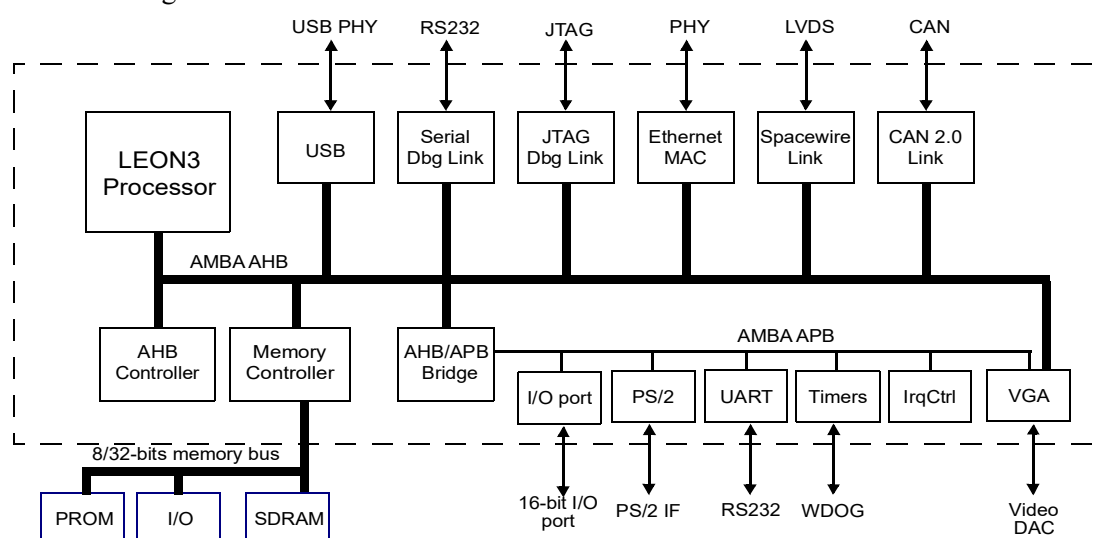 USB PHY RS232 JTAG PHY LVDS CAN
LEON3
Processor
USB
Serial
Dbg Link
JTAG
Dbg Link
Ethernet
MAC
Spacewire
Link
CAN 2.0
Link
AMBA AHB
AHB
Controller
Memory
Controller
AHB/APB
Bridge
AMBA APB
I/O port
PS/2
UART
Timers
IrqCtrl
VGA
8/32-bits memory bus
PROM
I/O
SDRAM
16-bit I/O
port
PS/2 IF
RS232
WDOG
Video
DAC